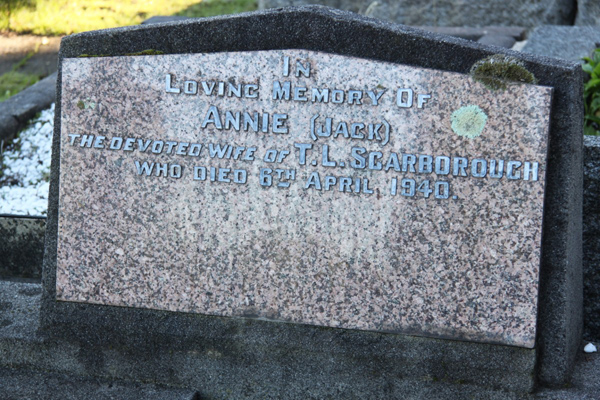 IN
LOVING MEMORY OF
ANNIE (JACK)
THE DEVOTED WIFE OF T. L. SCARBOROUGH
WHO DIED 6TH APRIL, 1940.